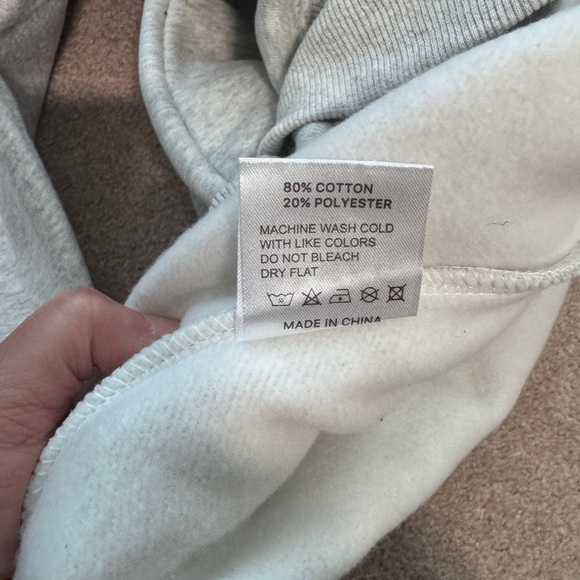 80% COTTON
20% POLYESTER
MACHINE WASH COLD
WITH LIKE COLORS
DO NOT BLEACH
DRY FLAT
MADE IN CHINA